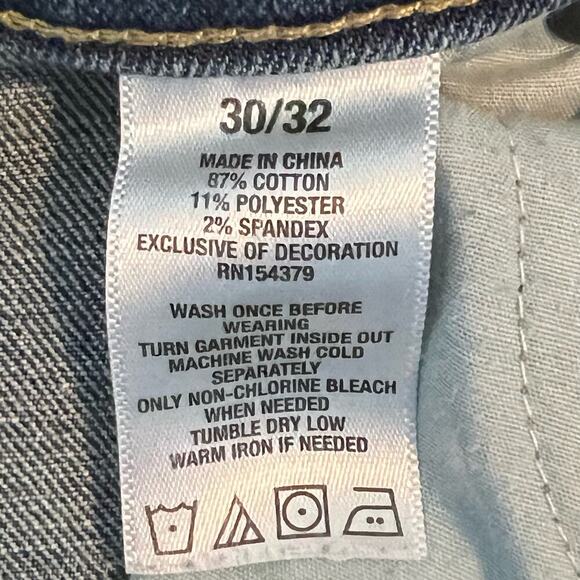 30/32
MADE IN CHINA
87% COTTON
11% POLYESTER
2% SPANDEX
EXCLUSIVE OF DECORATION
RN154379
WASH ONCE BEFORE
WEARING
TURN GARMENT INSIDE OUT
MACHINE WASH COLD
SEPARATELY
ONLY NON-CHLORINE BLEACH
WHEN NEEDED
TUMBLE DRY LOW
WARM IRON IF NEEDED